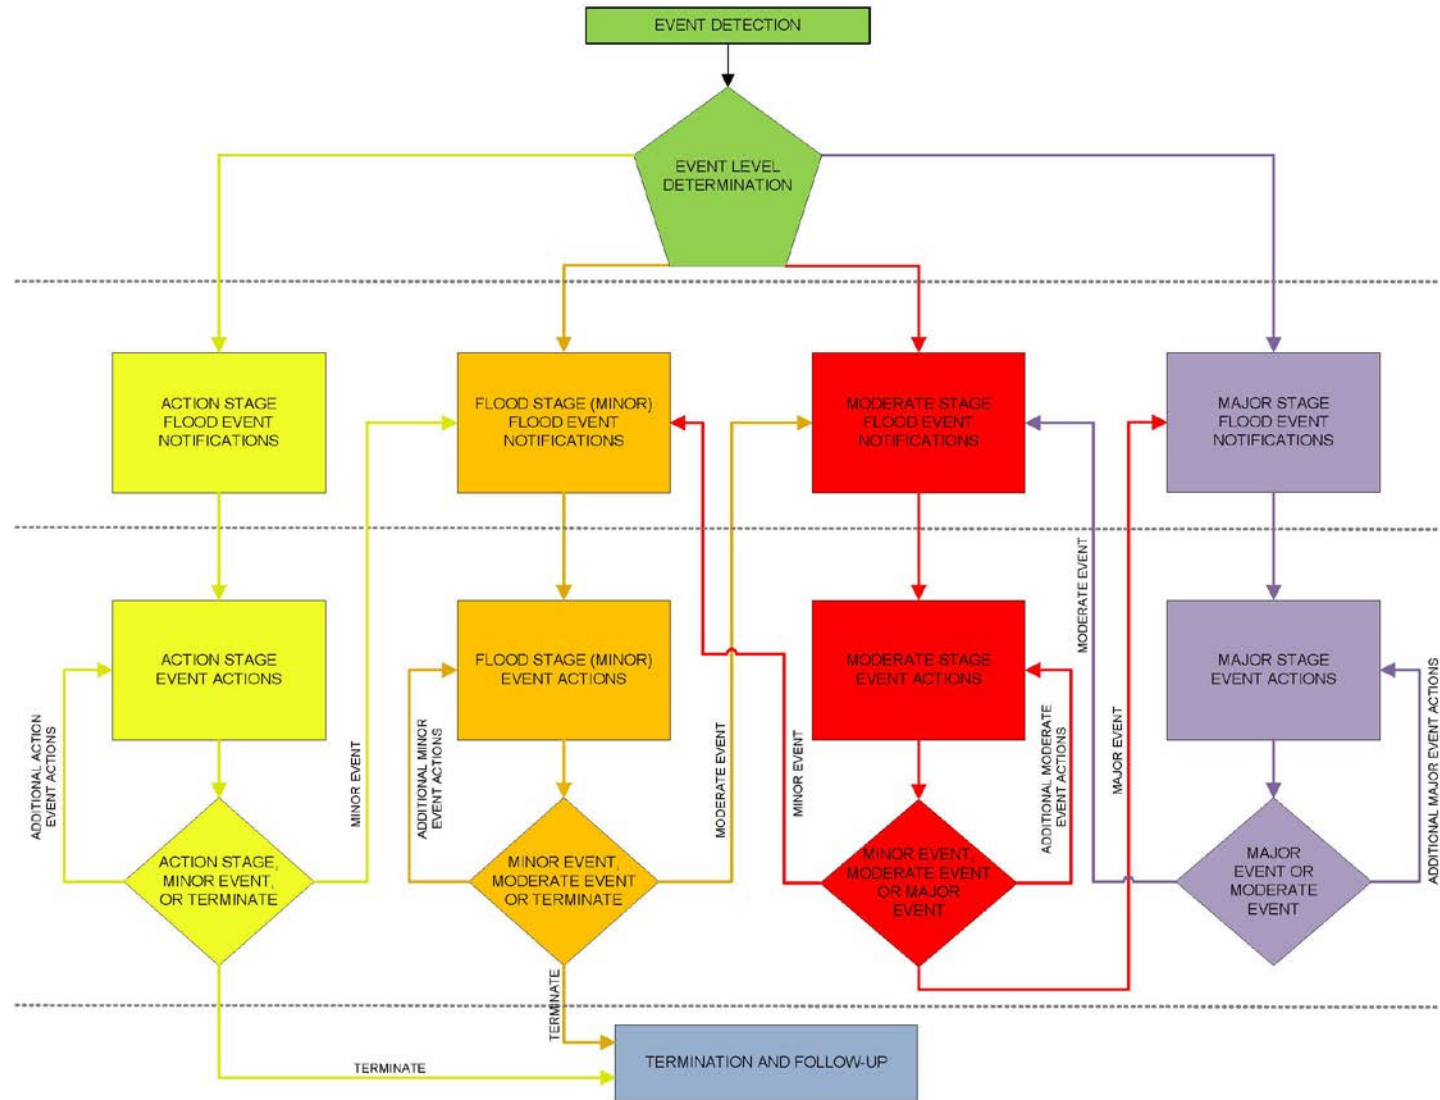 EVENT DETECTION
EVENT LEVEL
DETERMINATION
ACTION STAGE
FLOOD EVENT
NOTIFICATIONS
FLOOD STAGE (MINOR)
FLOOD EVENT
NOTIFICATIONS
MODERATE STAGE
FLOOD EVENT
NOTIFICATIONS
MAJOR STAGE
FLOOD EVENT
NOTIFICATIONS
ACTION STAGE
EVENT ACTIONS
FLOOD STAGE (MINOR)
EVENT ACTIONS
MODERATE STAGE
EVENT ACTIONS
MAJOR STAGE
EVENT ACTIONS
ADDITIONAL ACTION
EVENT ACTIONS
MINOR EVENT
ADDITIONAL MINOR
EVENT ACTIONS
MODERATE EVENT
MINOR EVENT
ADDITIONAL MODERATE
EVENT ACTIONS
MODERATE EVENT
MAJOR EVENT
ADDITIONAL MAJOR EVENT ACTIONS
ACTION STAGE,
MINOR EVENT,
OR TERMINATE
MINOR EVENT,
MODERATE EVENT
OR TERMINATE
MINOR EVENT,
MODERATE EVENT
OR MAJOR
EVENT
MAJOR
EVENT OR
MODERATE
EVENT
TERMINATE
TERMINATE
TERMINATION AND FOLLOW-UP